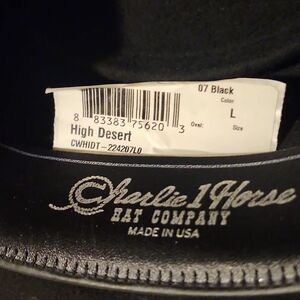 07 Black
Color
8 83383 75620 3
Oval:
L
Size
High Desert
CWHIDT-224207L0
Charlie 1 Horse
HAT COMPANY
MADE IN USA